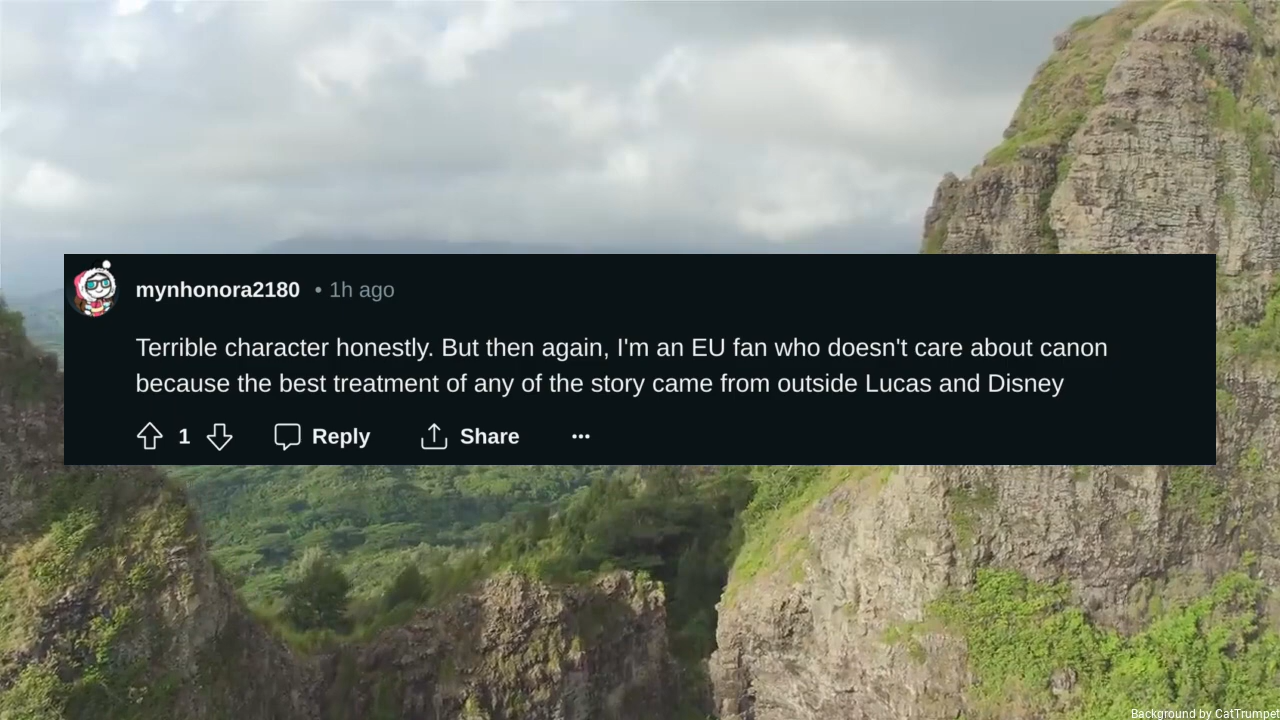 mynhonora2180 • 1h ago
Terrible character honestly. But then again, I'm an EU fan who doesn't care about canon
because the best treatment of any of the story came from outside Lucas and Disney
1 Reply Share •••
Background by CatTrumpet